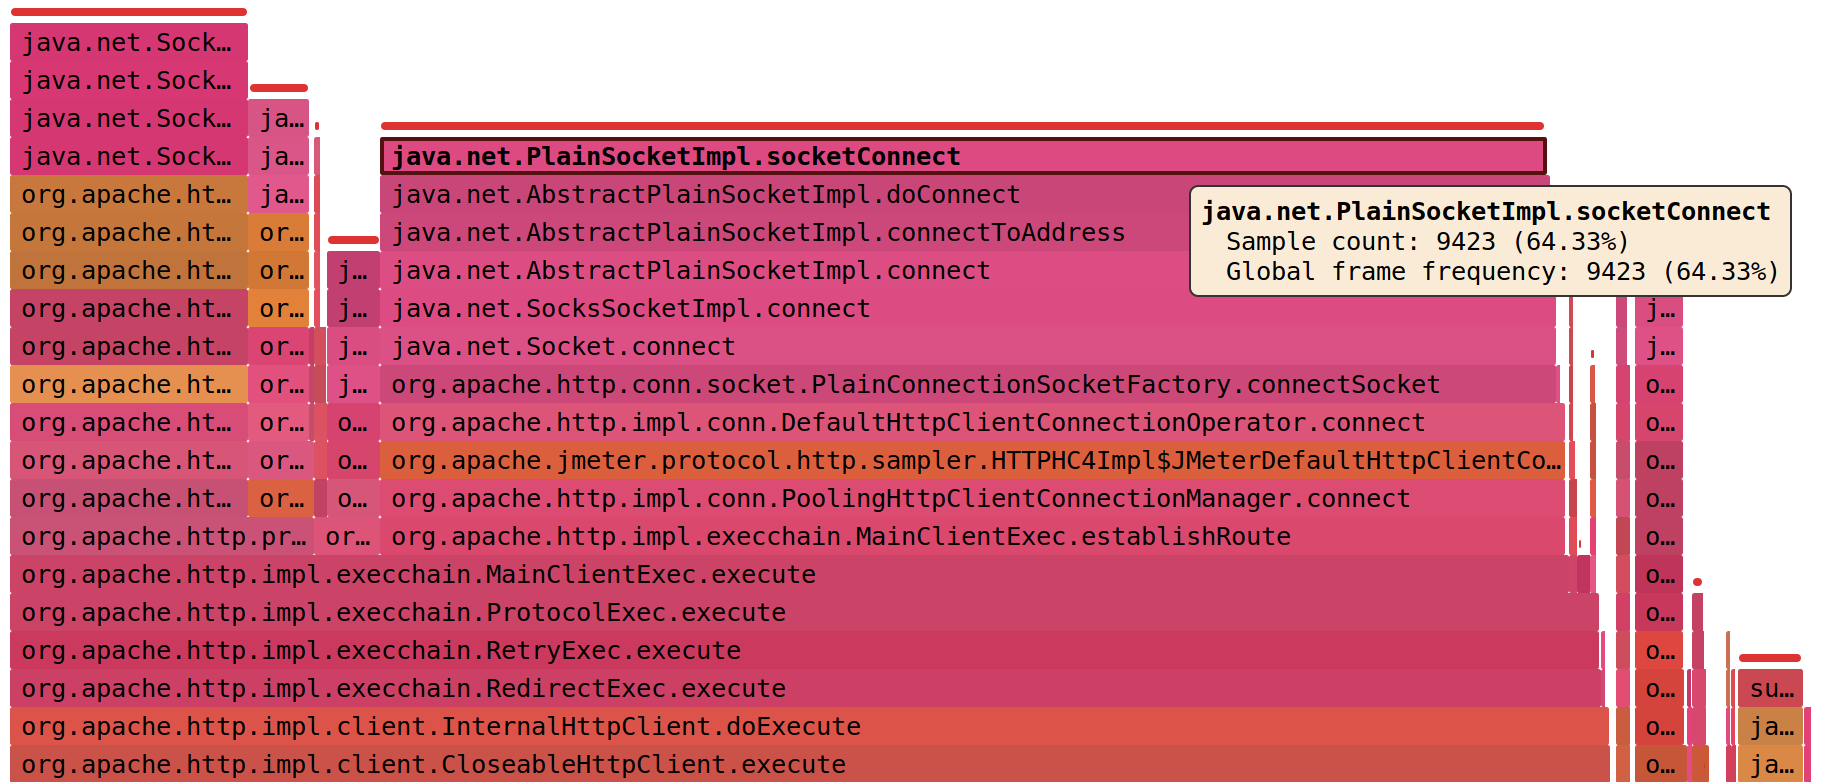 java.net.Sock…
java.net.Sock…
java.net.Sock… ja…
java.net.Sock… ja… java.net.PlainSocketImpl.socketConnect
org.apache.ht… ja… java.net.AbstractPlainSocketImpl.doConnect
java.net.PlainSocketImpl.socketConnect
org.apache.ht… or… java.net.AbstractPlainSocketImpl.connectToAddress
Sample count: 9423 (64.33%)
org.apache.ht… or… j… java.net.AbstractPlainSocketImpl.connect
Global frame frequency: 9423 (64.33%)
org.apache.ht… or… j… java.net.SocksSocketImpl.connect j…
org.apache.ht… or… j… java.net.Socket.connect j…
org.apache.ht… or… j… org.apache.http.conn.socket.PlainConnectionSocketFactory.connectSocket o…
org.apache.ht… or… o… org.apache.http.impl.conn.DefaultHttpClientConnectionOperator.connect o…
org.apache.ht… or… o… org.apache.jmeter.protocol.http.sampler.HTTPHC4Impl$JMeterDefaultHttpClientCo… o…
org.apache.ht… or… o… org.apache.http.impl.conn.PoolingHttpClientConnectionManager.connect o…
org.apache.http.pr… or… org.apache.http.impl.execchain.MainClientExec.establishRoute o…
org.apache.http.impl.execchain.MainClientExec.execute o…
org.apache.http.impl.execchain.ProtocolExec.execute o…
org.apache.http.impl.execchain.RetryExec.execute o…
org.apache.http.impl.execchain.RedirectExec.execute o… su…
org.apache.http.impl.client.InternalHttpClient.doExecute o… ja…
org.apache.http.impl.client.CloseableHttpClient.execute o… ja…